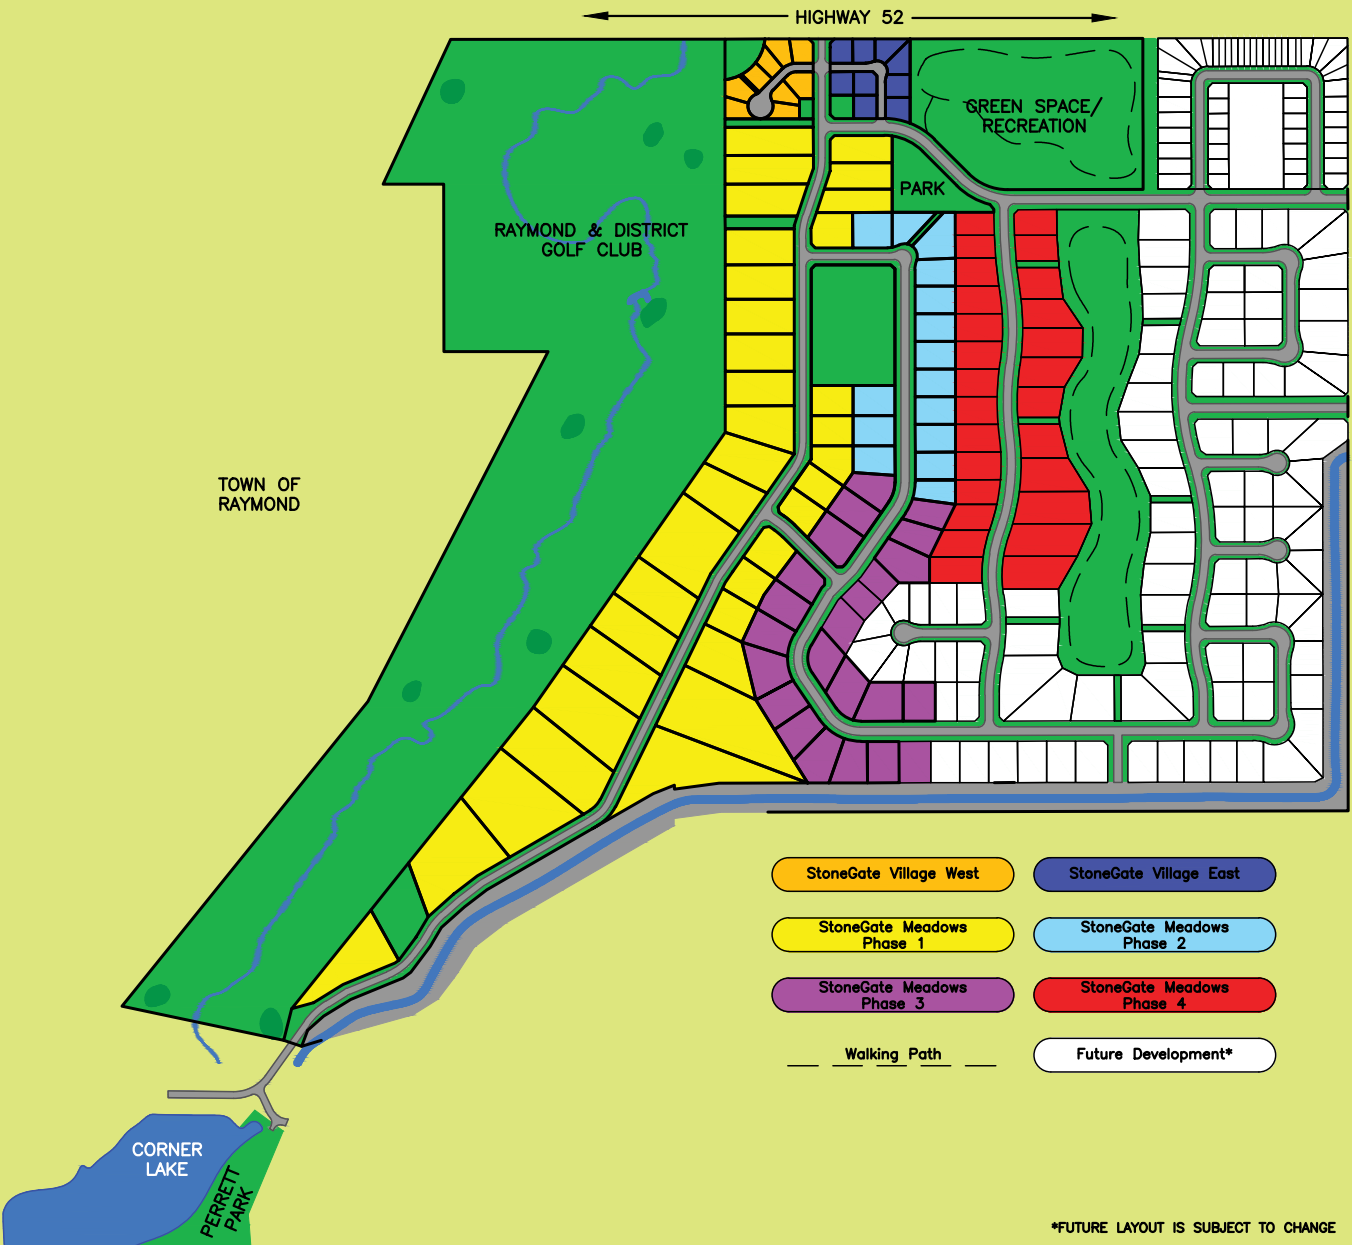 HIGHWAY 52
GREEN SPACE/
RECREATION
PARK
RAYMOND & DISTRICT
GOLF CLUB
TOWN OF
RAYMOND
StoneGate Village West
StoneGate Village East
StoneGate Meadows
Phase 1
StoneGate Meadows
Phase 2
StoneGate Meadows
Phase 3
StoneGate Meadows
Phase 4
Walking Path
Future Development*
CORNER
LAKE
PERRETT
PARK
*FUTURE LAYOUT IS SUBJECT TO CHANGE